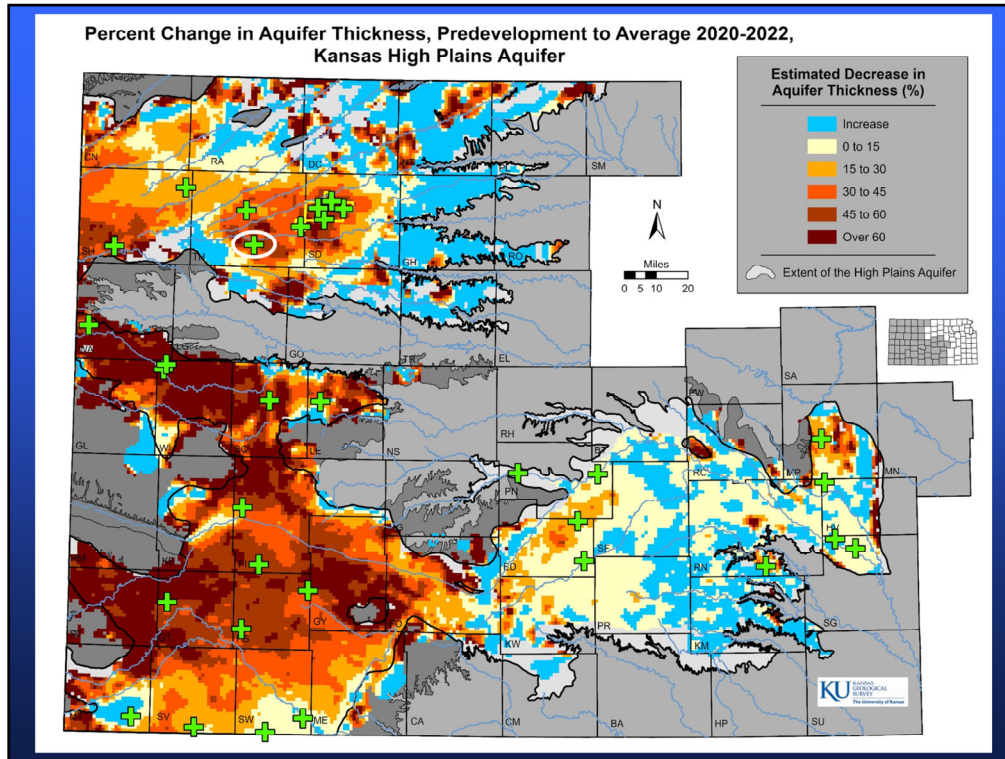 Percent Change in Aquifer Thickness, Predevelopment to Average 2020-2022,
Kansas High Plains Aquifer
Estimated Decrease in
Aquifer Thickness (%)
Increase
0 to 15
15 to 30
30 to 45
45 to 60
Over 60
Extent of the High Plains Aquifer
N
Miles
0 5 10 20
CN
RA
DC
SM
SH
SD
GH
RO
GO
TR
EL
SA
GL
LE
NS
RH
RC
MP
MN
PN
SF
ED
RN
GY
PR
KW
KM
SG
SV
SW
ME
CA
CM
BA
HP
SU
KU
KANSAS
GEOLOGICAL
SURVEY
The University of Kansas